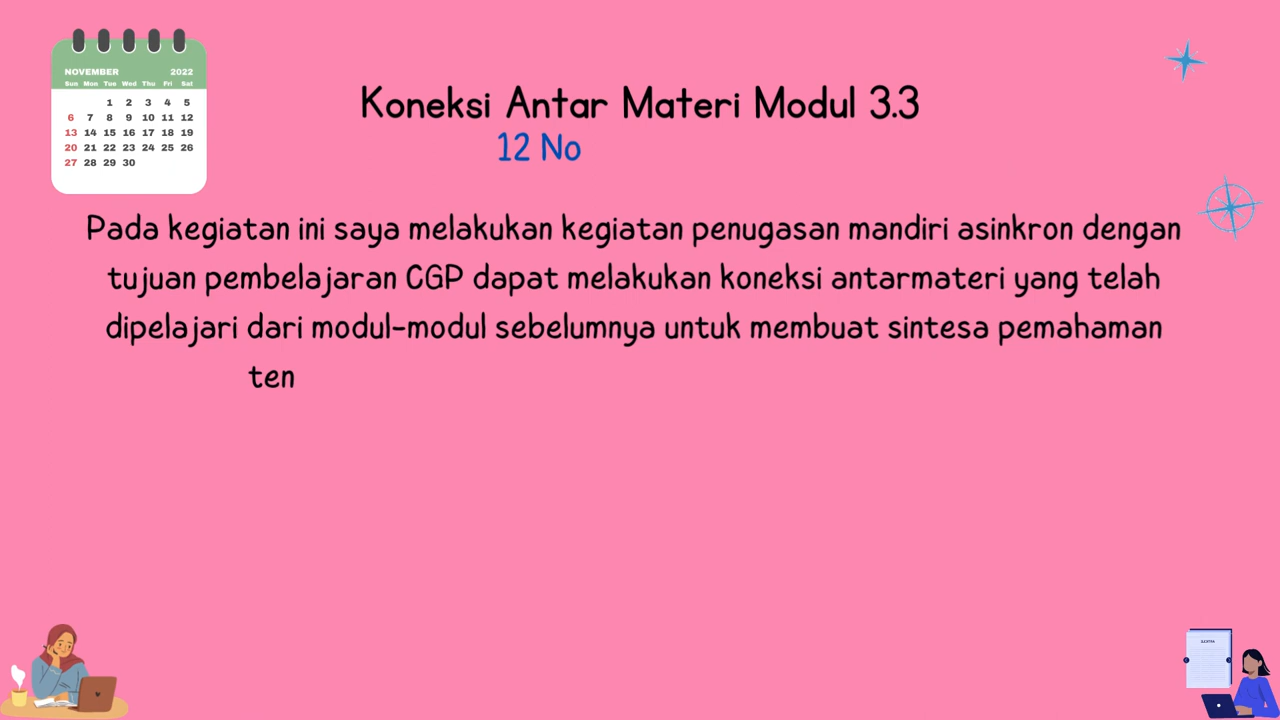 NOVEMBER 2022
Sun Mon Tue Wed Thu Fri Sat
1 2 3 4 5
6 7 8 9 10 11 12
13 14 15 16 17 18 19
20 21 22 23 24 25 26
27 28 29 30
Koneksi Antar Materi Modul 3.3
12 No
Pada kegiatan ini saya melakukan kegiatan penugasan mandiri asinkron dengan
tujuan pembelajaran CGP dapat melakukan koneksi antarmateri yang telah
dipelajari dari modul-modul sebelumnya untuk membuat sintesa pemahaman
ten